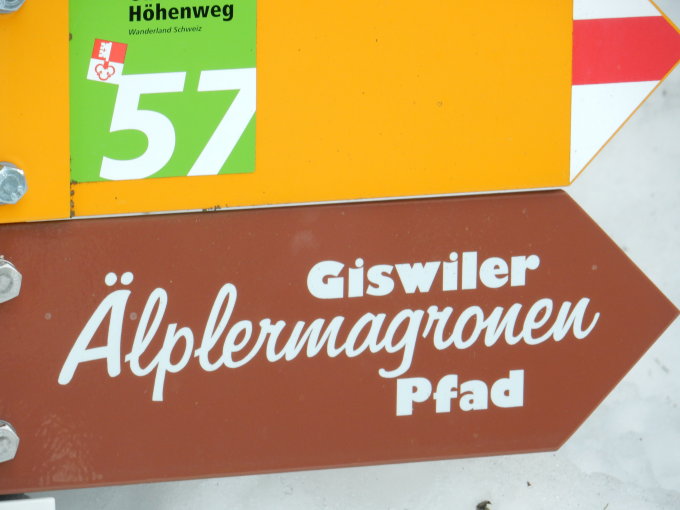 Höhenweg
Wanderland Schweiz
57
Giswiler
Älplermagronen
Pfad